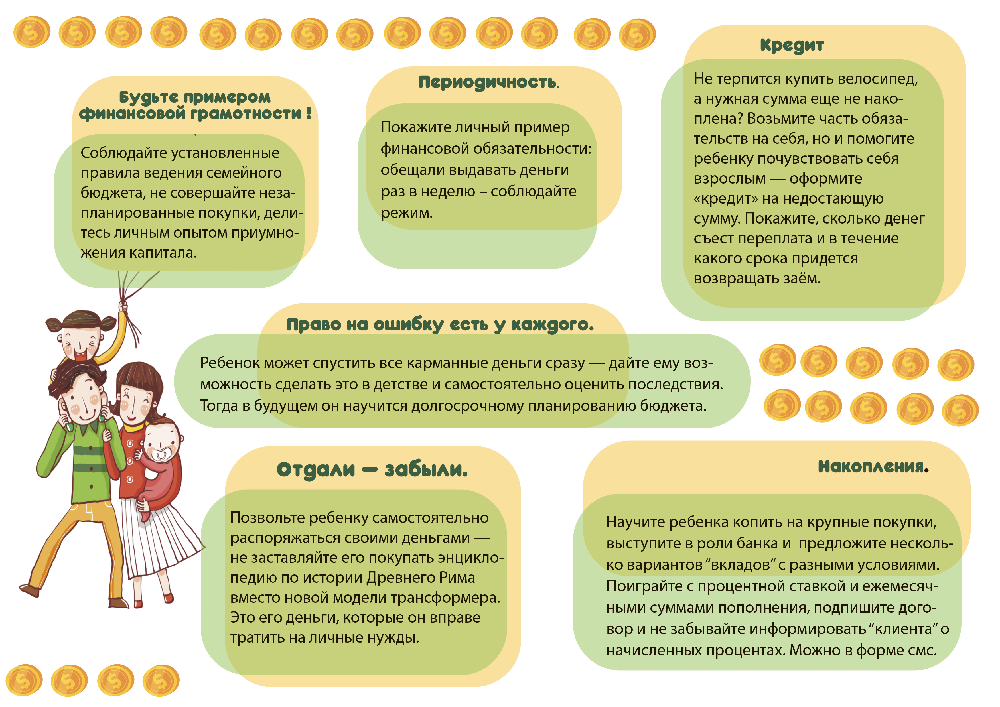 Будьте примером
финансовой грамотности !
.
Соблюдайте установленные
правила ведения семейного
бюджета, не совершайте неза-
планированные покупки, дели-
тесь личным опытом приумно-
жения капитала.
Периодичность.
Покажите личный пример
финансовой обязательности:
обещали выдавать деньги
раз в неделю – соблюдайте
режим.
Кредит
Не терпится купить велосипед,
а нужная сумма еще не нако-
плена? Возьмите часть обяза-
тельств на себя, но и помогите
ребенку почувствовать себя
взрослым — оформите
«кредит» на недостающую
сумму. Покажите, сколько денег
съест переплата и в течение
какого срока придется
возвращать заём.
Право на ошибку есть у каждого.
Ребенок может спустить все карманные деньги сразу — дайте ему воз-
можность сделать это в детстве и самостоятельно оценить последствия.
Тогда в будущем он научится долгосрочному планированию бюджета.
Отдали — забыли.
Позвольте ребенку самостоятельно
распоряжаться своими деньгами —
не заставляйте его покупать энцикло-
педию по истории Древнего Рима
вместо новой модели трансформера.
Это его деньги, которые он вправе
тратить на личные нужды.
Накопления.
Научите ребенка копить на крупные покупки,
выступите в роли банка и  предложите несколь-
ко вариантов “вкладов” с разными условиями.
Поиграйте с процентной ставкой и ежемесяч-
ными суммами пополнения, подпишите дого-
вор и не забывайте информировать “клиента” о
начисленных процентах. Можно в форме смс.